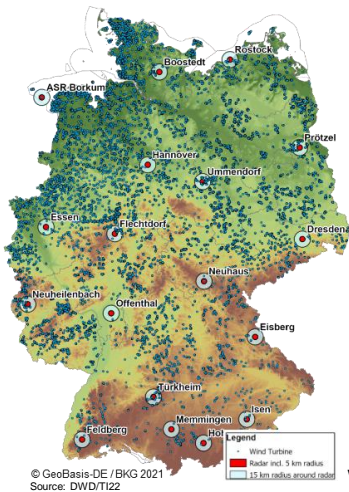 Rostock
Boostedt
ASR-Borkum
Prötzel
Hannover
Ummendorf
Essen
Flechtdorf
Dresden
Neuhaus
Neuheilenbach
Offenthal
Eisberg
Türkheim
Isen
Memmingen
Feldberg
Legend
Wind Turbine
Radar incl. 5 km radius
15 km radius around radar
© GeoBasis-DE / BKG 2021
Source: DWD/TI22